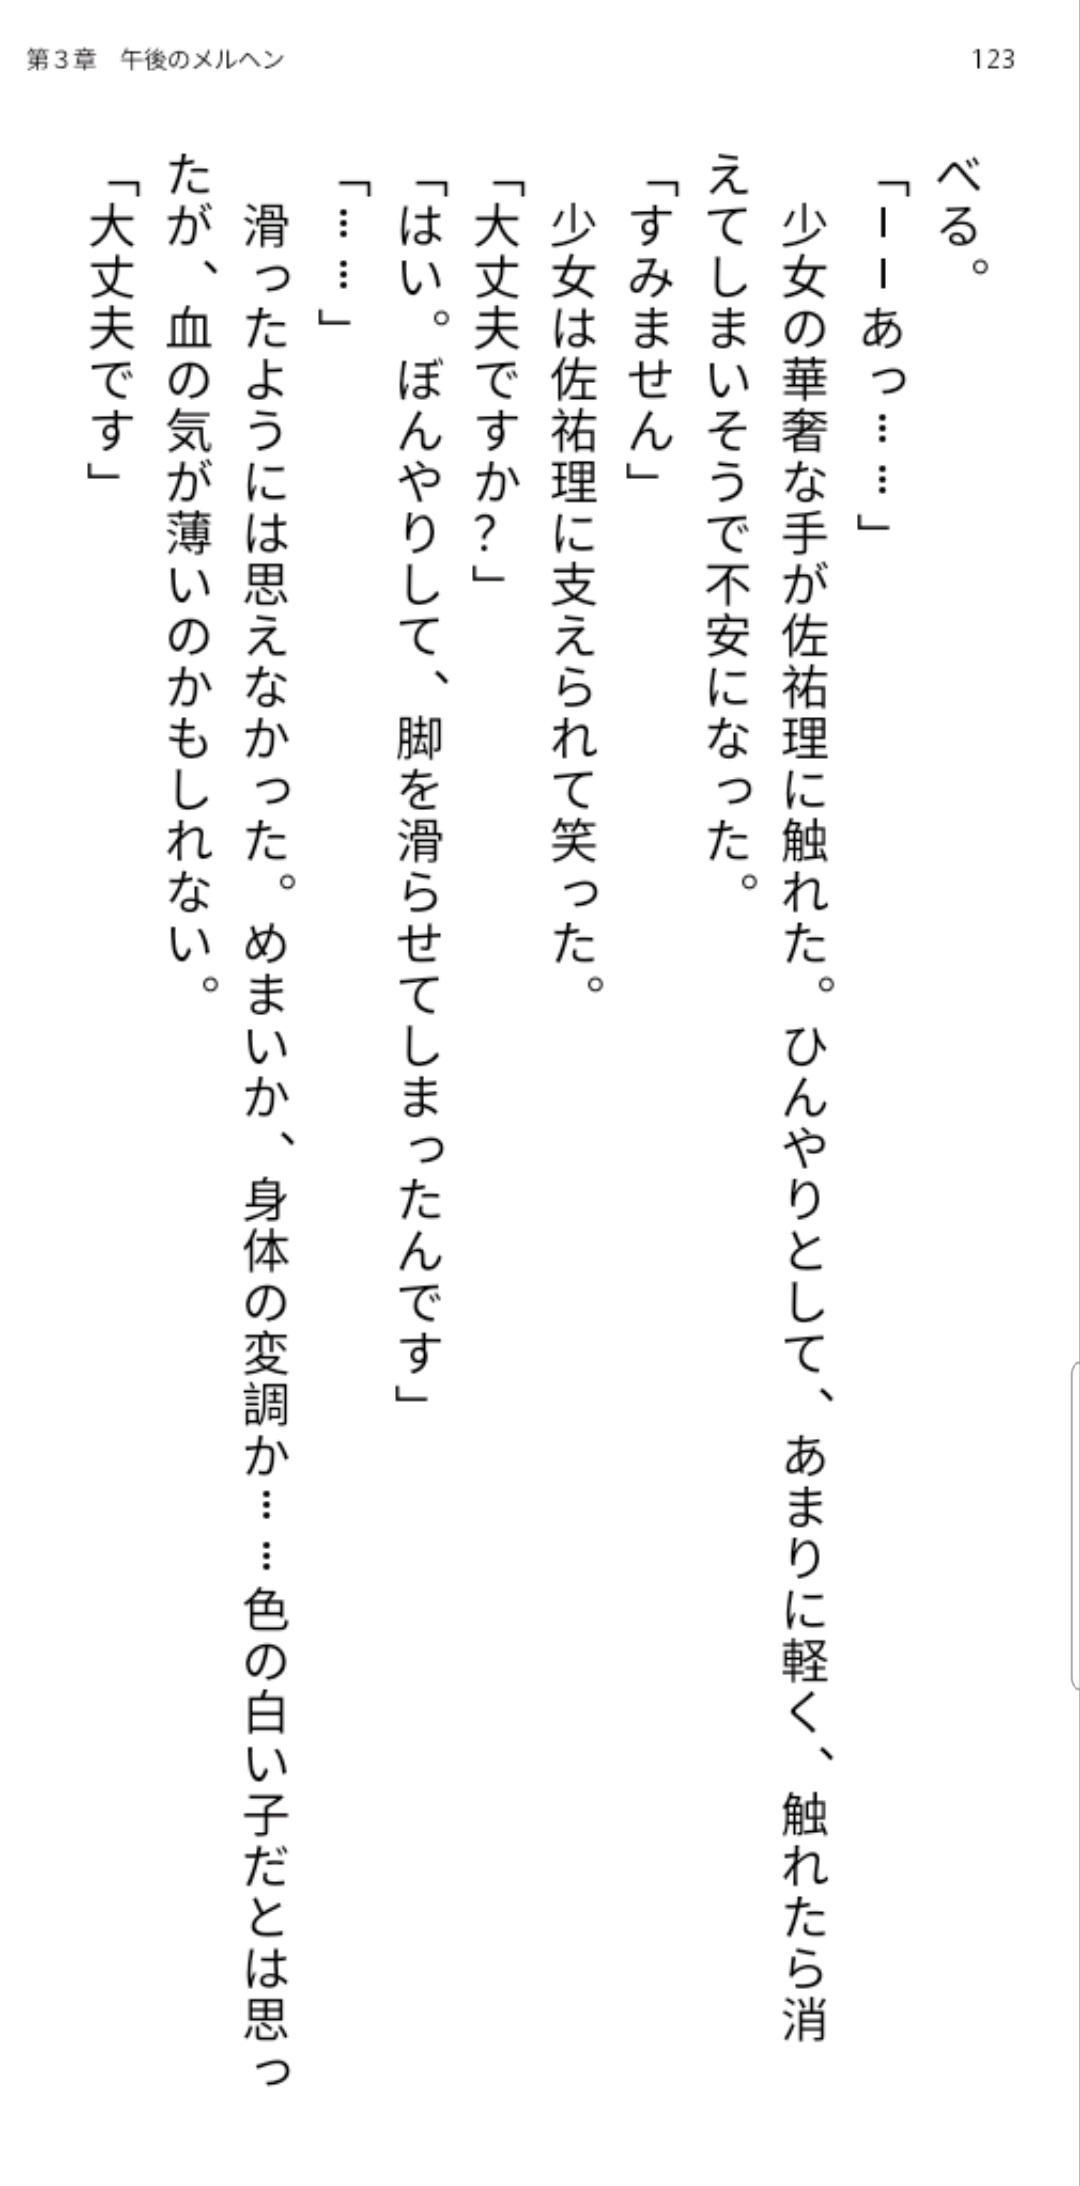 第３章　午後のメルヘン
123
べる。
「――あっ……」
　少女の華奢な手が佐祐理に触れた。ひんやりとして、あまりに軽く、触れたら消
えてしまいそうで不安になった。
「すみません」
　少女は佐祐理に支えられて笑った。
「大丈夫ですか？」
「はい。ぼんやりして、脚を滑らせてしまったんです」
「……」
　滑ったようには思えなかった。めまいか、身体の変調か……色の白い子だとは思っ
たが、血の気が薄いのかもしれない。
「大丈夫です」